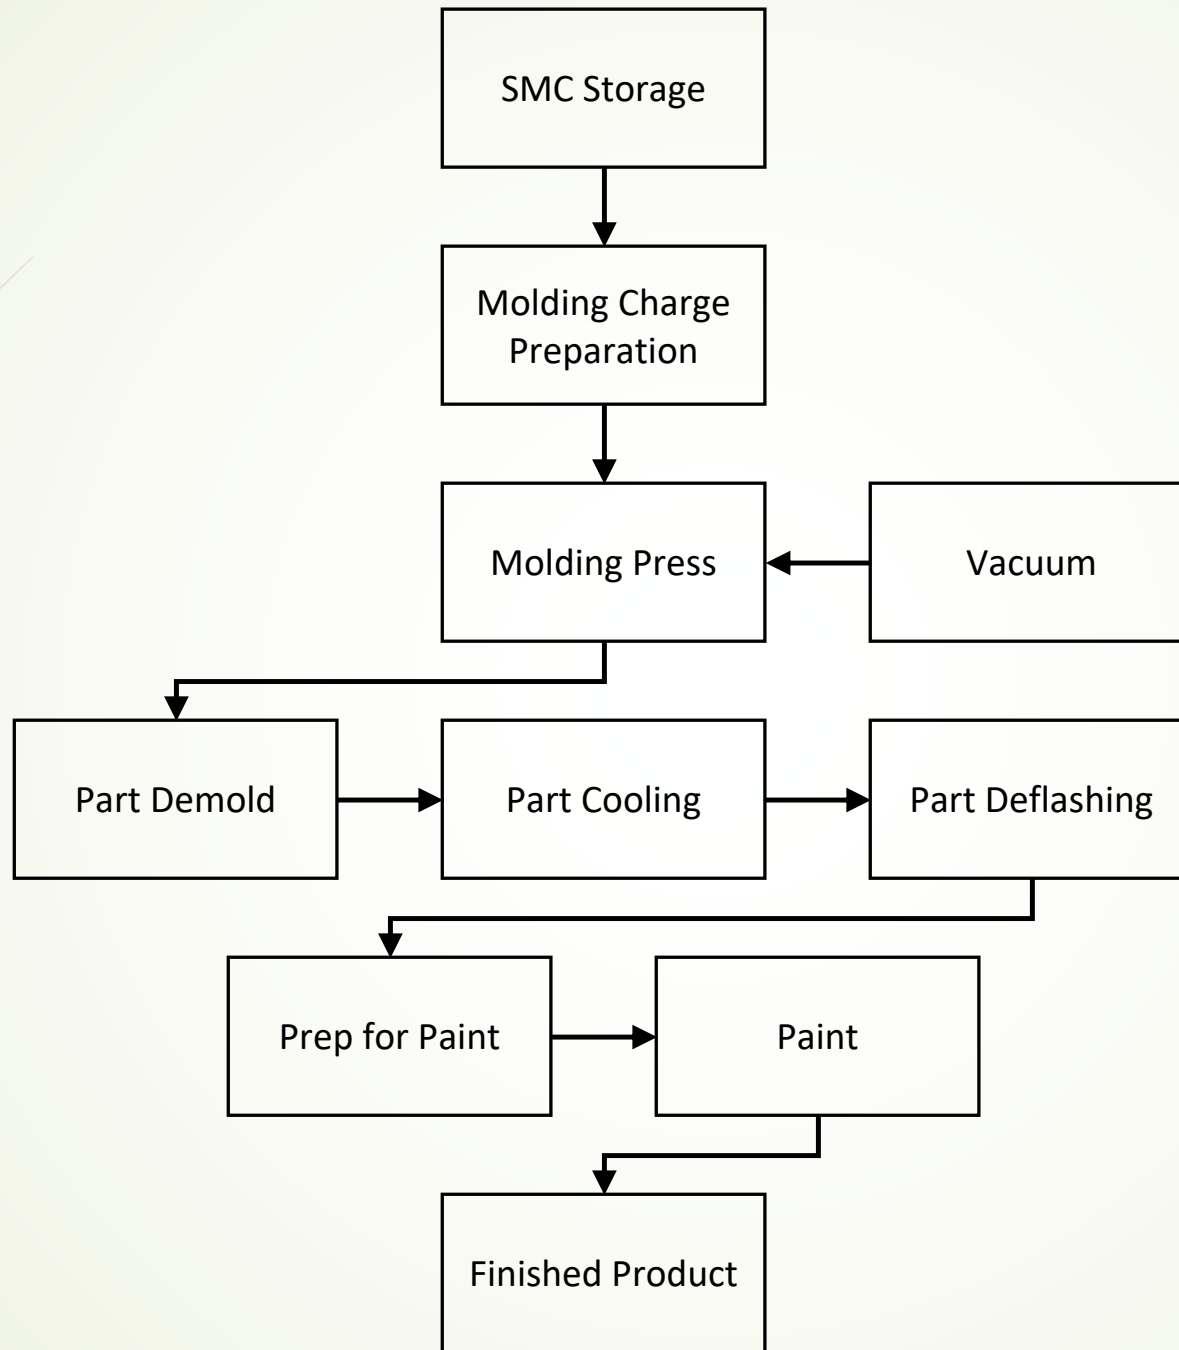 SMC Storage
Molding Charge
Preparation
Molding Press
Vacuum
Part Demold
Part Cooling
Part Deflashing
Prep for Paint
Paint
Finished Product